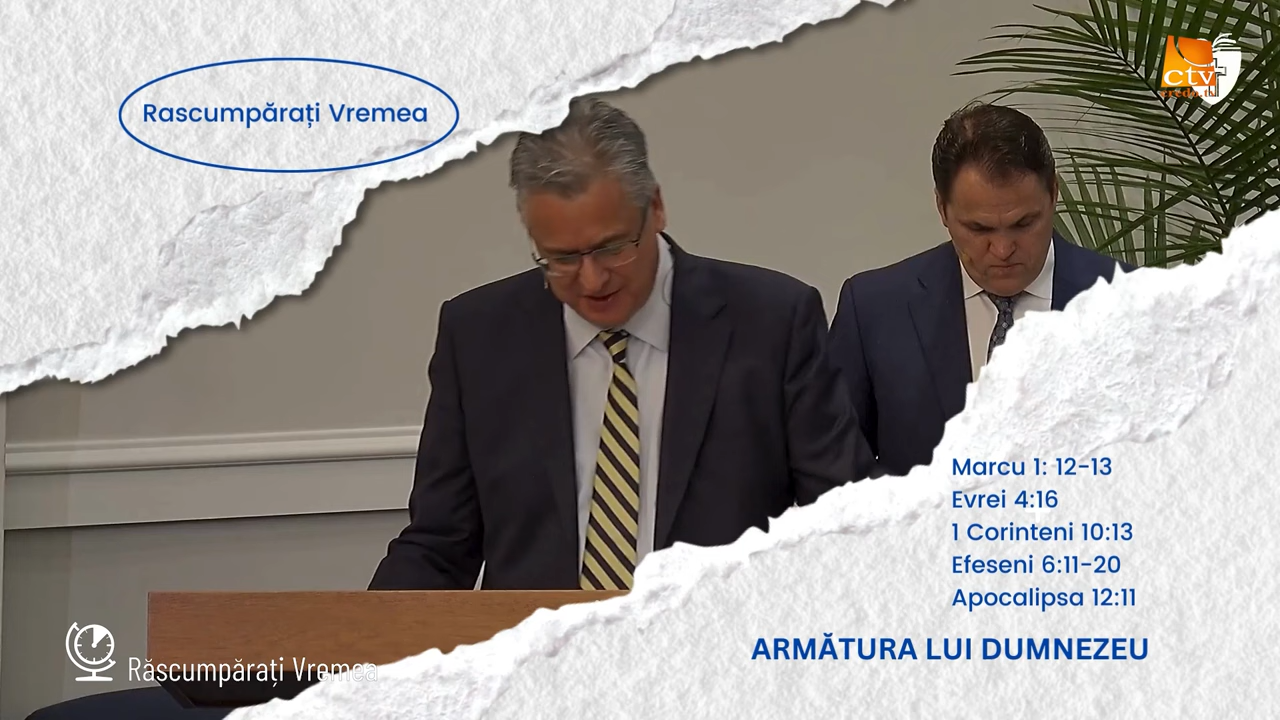 Rascumpărați Vremea
ctv
Marcu 1: 12-13
Evrei 4:16
1 Corinteni 10:13
Efeseni 6:11-20
Apocalipsa 12:11
ARMĂTURA LUI DUMNEZEU
Răscumpărați Vremea